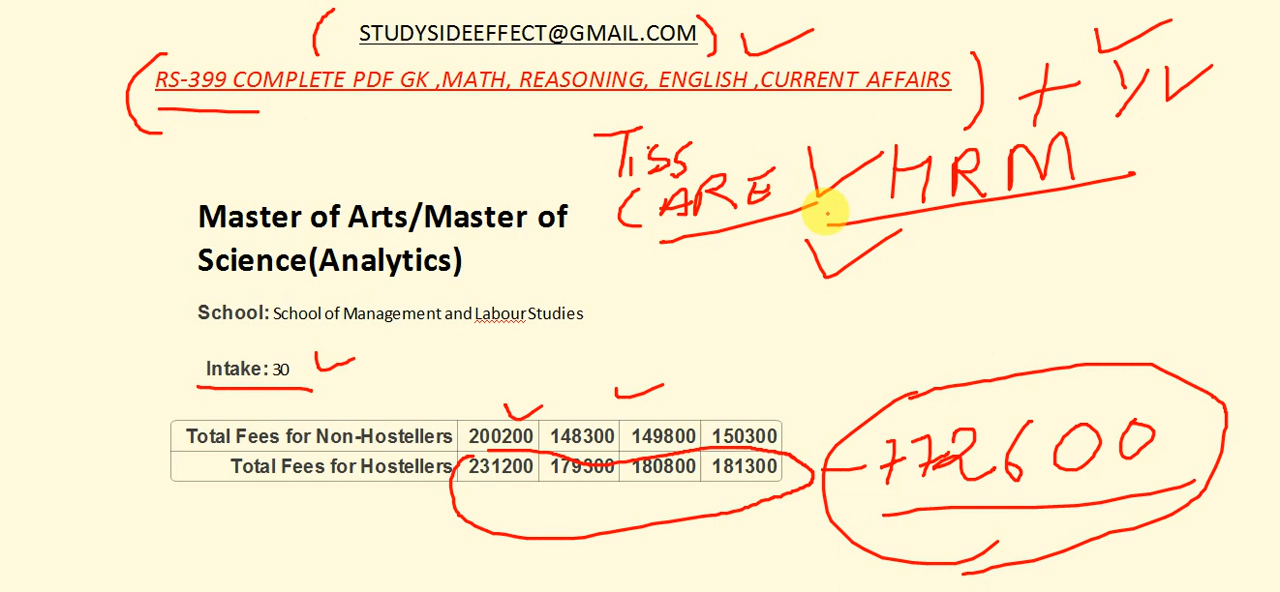 STUDYSIDEEFFECT@GMAIL.COM
RS-399 COMPLETE PDF GK ,MATH, REASONING, ENGLISH ,CURRENT AFFAIRS
+
TISS
CARE HRM
Master of Arts/Master of
Science(Analytics)
School: School of Management and Labour Studies
Intake: 30
Total Fees for Non-Hostellers 200200 148300 149800 150300
Total Fees for Hostellers 231200 179300 180800 181300
772600